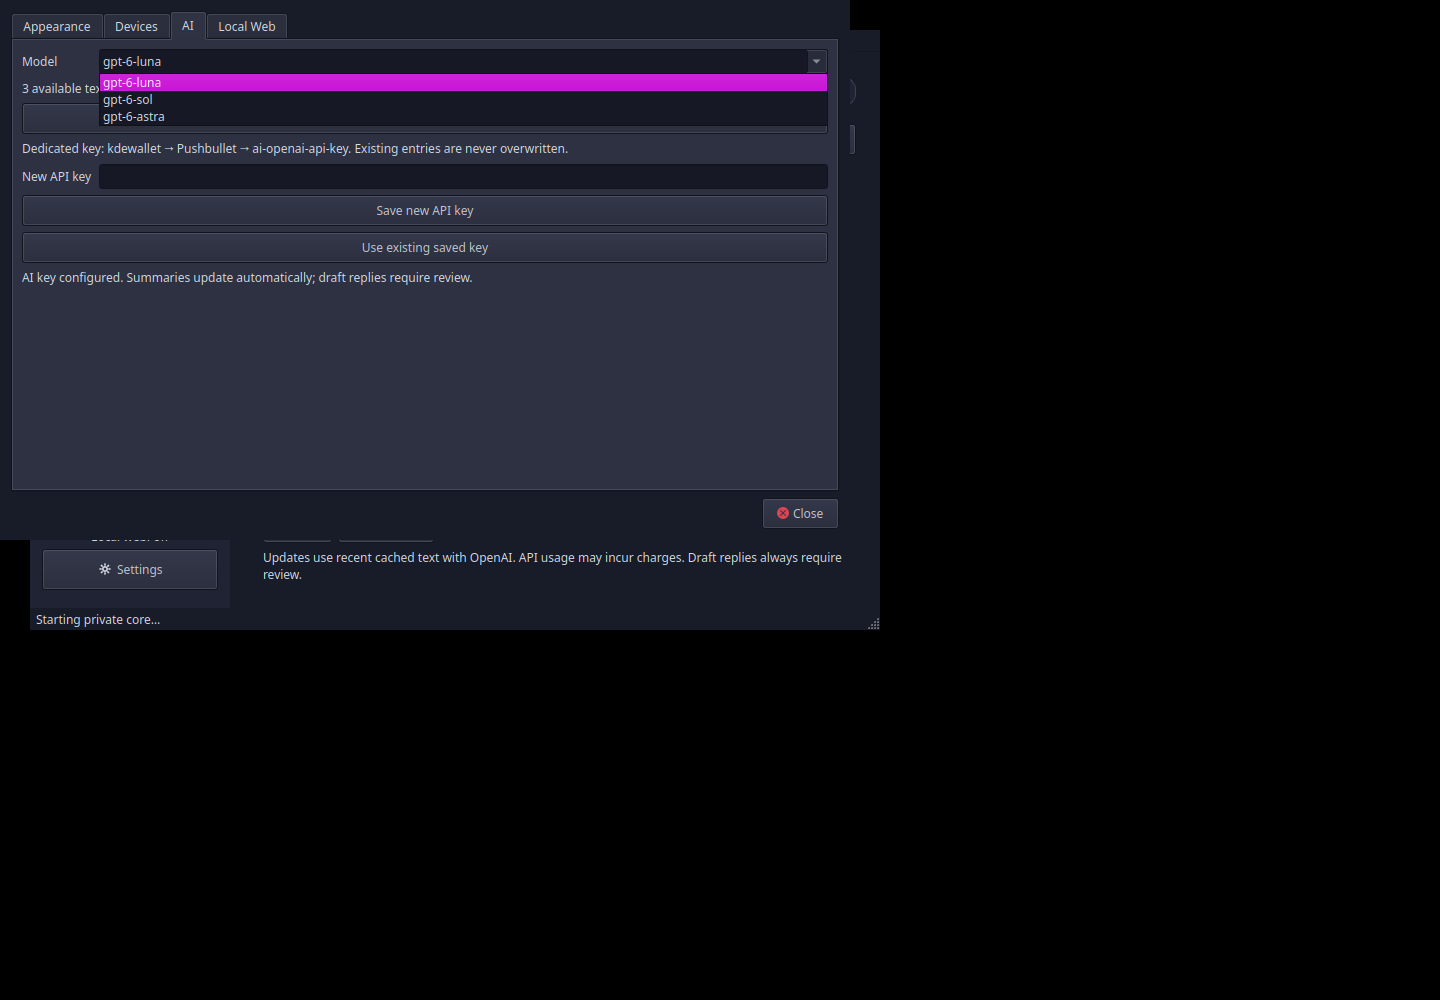 Appearance
Devices
AI
Local Web
Model
gpt-6-luna
gpt-6-luna
3 available
gpt-6-sol
gpt-6-astra
Dedicated key: kdewallet → Pushbullet → ai-openai-api-key. Existing entries are never overwritten.
New API key
Save new API key
Use existing saved key
AI key configured. Summaries update automatically; draft replies require review.
Close
Settings
Updates use recent cached text with OpenAI. API usage may incur charges. Draft replies always require
review.
Starting private core...